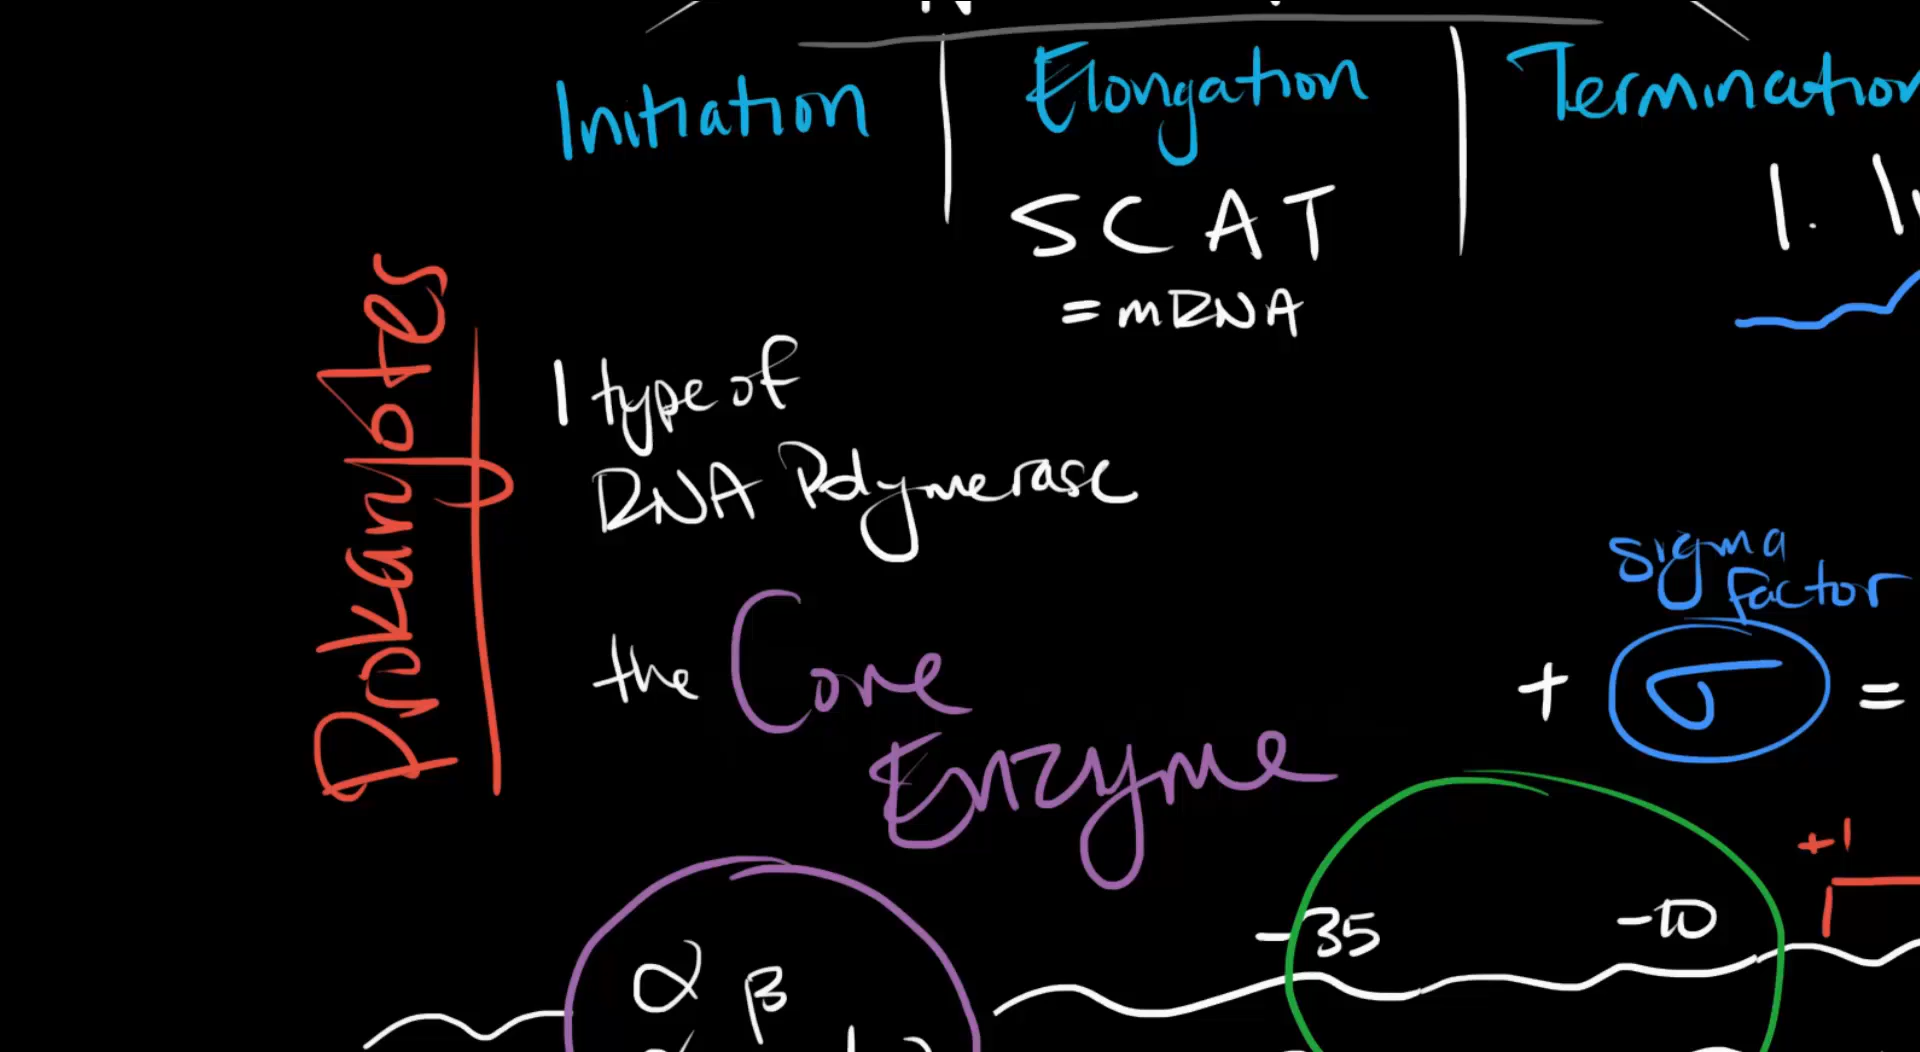 Initiation
Elongation
Termination
SCAT
= mRNA
1.
Prokaryotes
1 type of
RNA Polymerase
sigma
factor
the Core
Enzyme
+ σ =
+1
-35
-10
α β